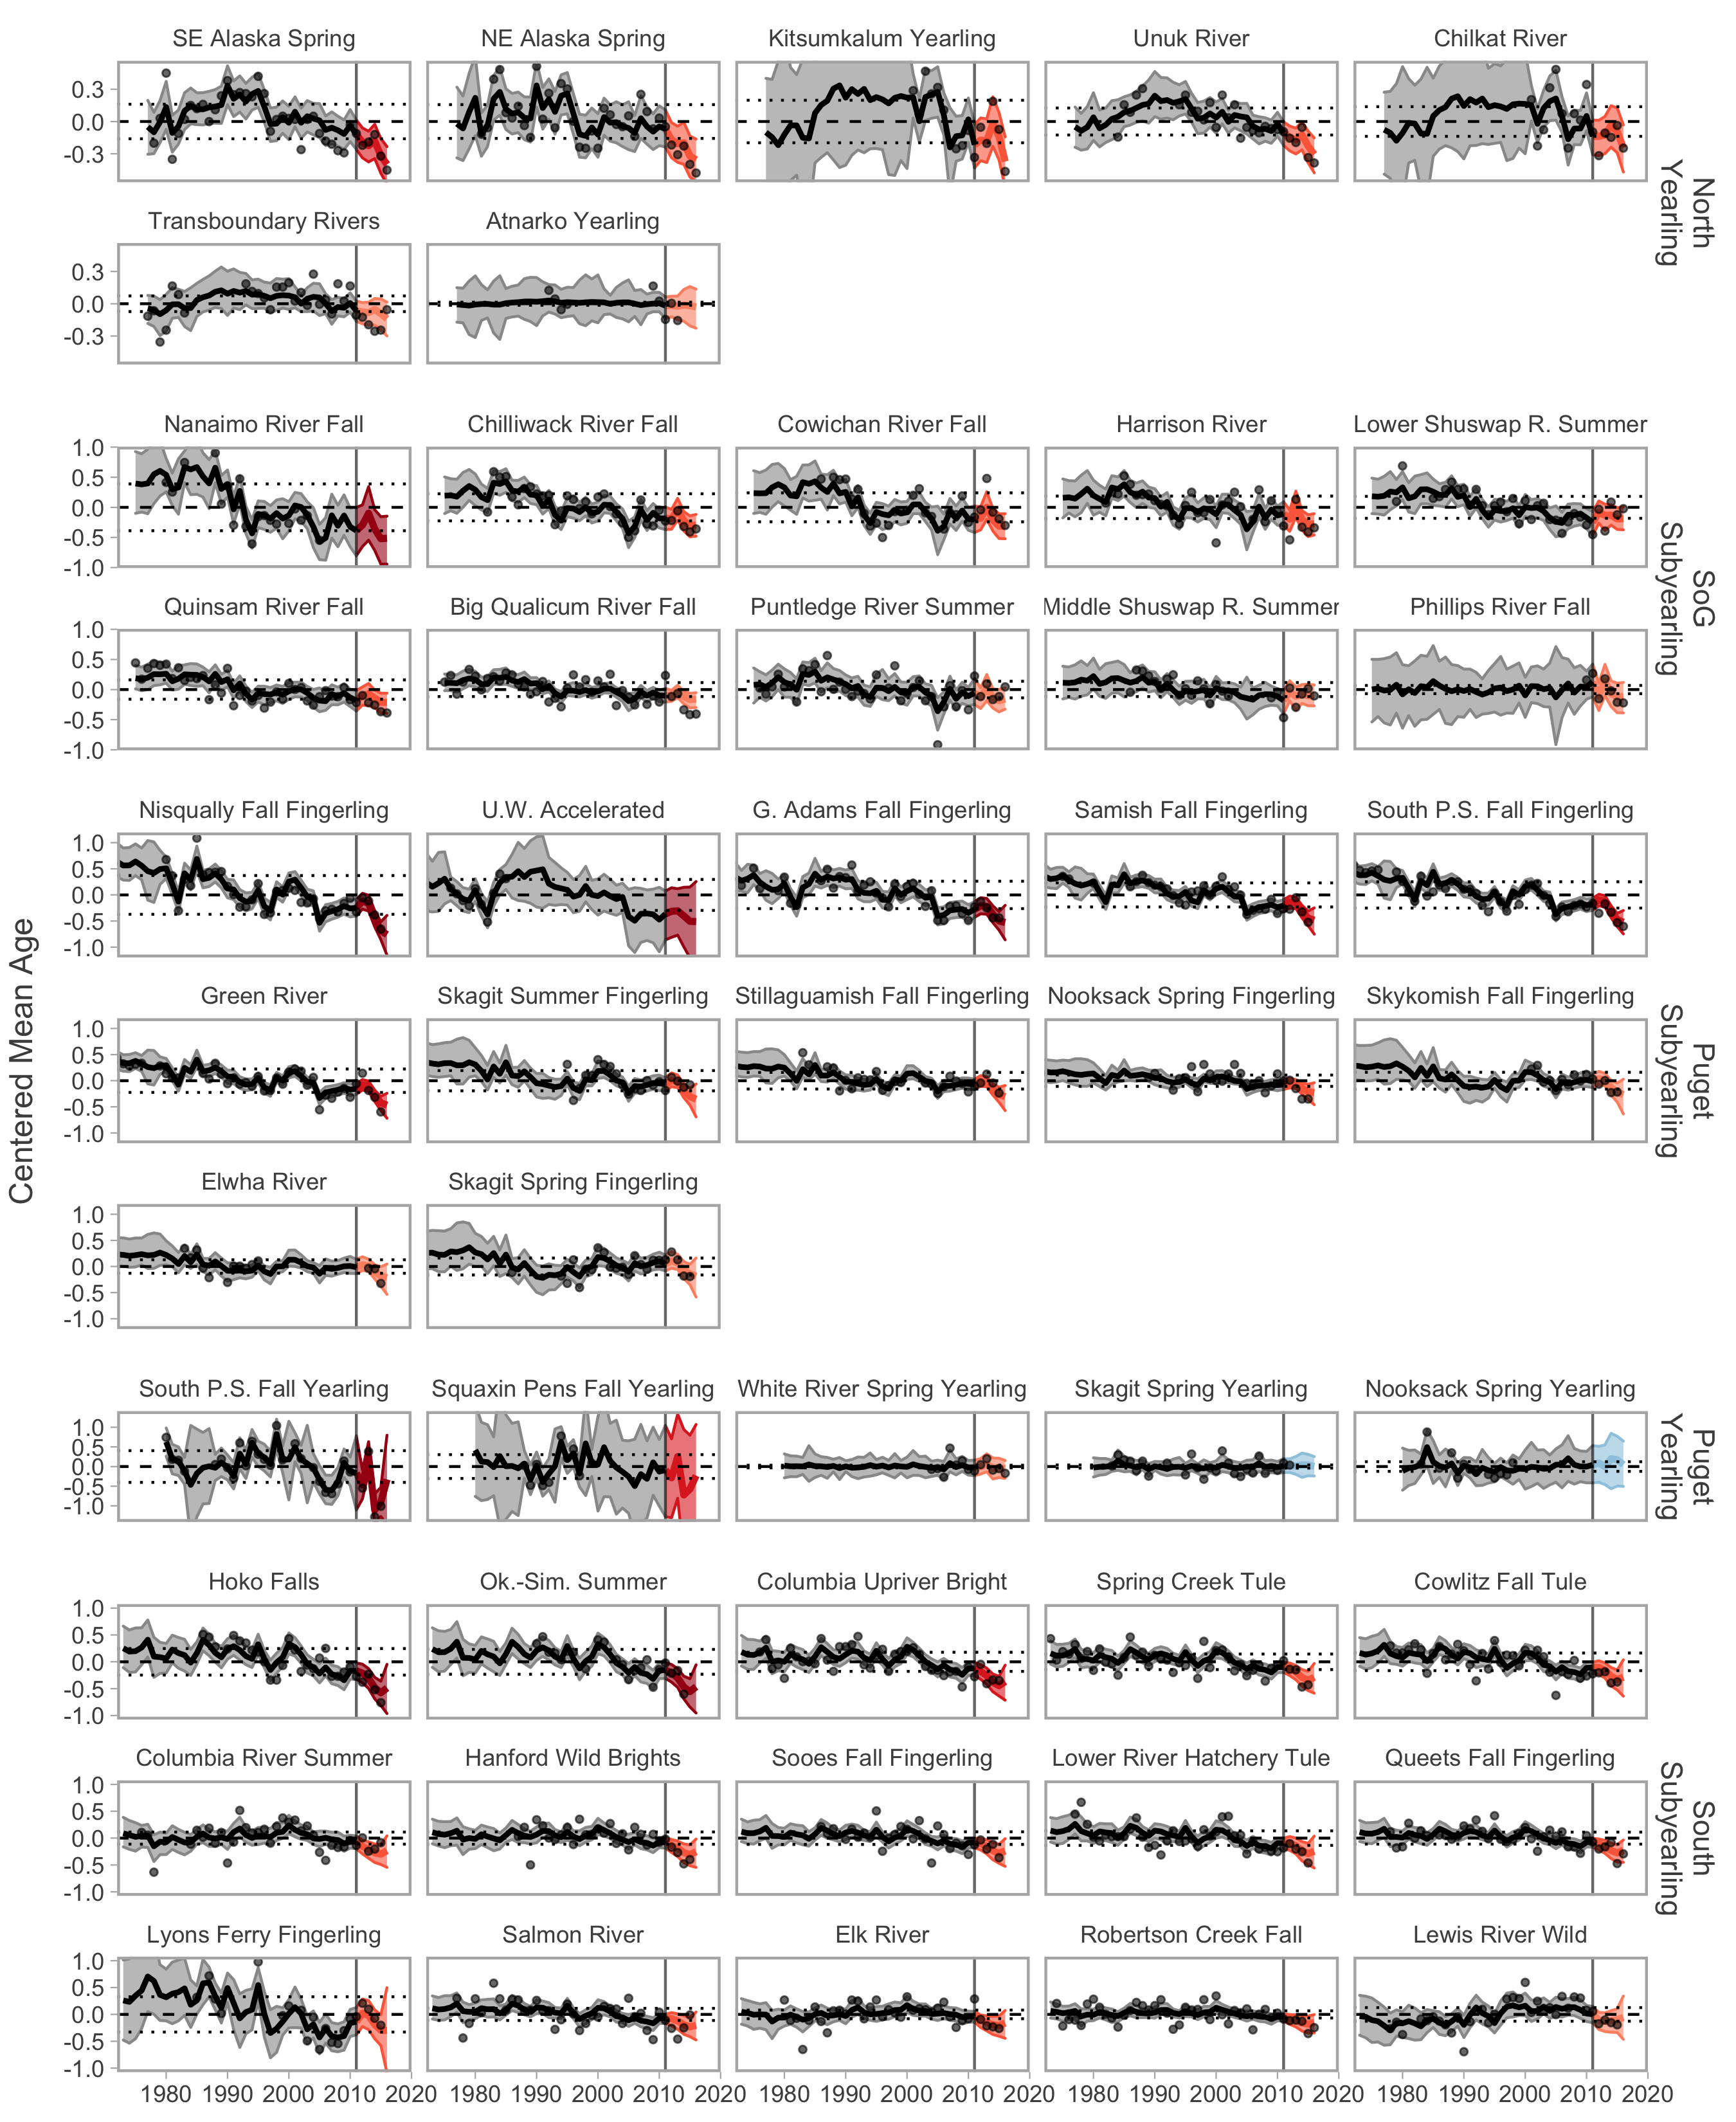 SE Alaska Spring NE Alaska Spring Kitsumkalum Yearling Unuk River Chilkat River
0.3
0.0
-0.3
North
Yearling
Transboundary Rivers Atnarko Yearling
0.3
0.0
-0.3
Nanaimo River Fall Chilliwack River Fall Cowichan River Fall Harrison River Lower Shuswap R. Summer
1.0
0.5
0.0
-0.5
-1.0
SoG
Subyearling
Quinsam River Fall Big Qualicum River Fall Puntledge River Summer Middle Shuswap R. Summer Phillips River Fall
1.0
0.5
0.0
-0.5
-1.0
Nisqually Fall Fingerling U.W. Accelerated G. Adams Fall Fingerling Samish Fall Fingerling South P.S. Fall Fingerling
1.0
0.5
0.0
-0.5
-1.0
Centered Mean Age
Green River Skagit Summer Fingerling Stillaguamish Fall Fingerling Nooksack Spring Fingerling Skykomish Fall Fingerling
1.0
0.5
0.0
-0.5
-1.0
Puget
Subyearling
Elwha River Skagit Spring Fingerling
1.0
0.5
0.0
-0.5
-1.0
South P.S. Fall Yearling Squaxin Pens Fall Yearling White River Spring Yearling Skagit Spring Yearling Nooksack Spring Yearling
1.0
0.5
0.0
-0.5
-1.0
Puget
Yearling
Hoko Falls Ok.-Sim. Summer Columbia Upriver Bright Spring Creek Tule Cowlitz Fall Tule
1.0
0.5
0.0
-0.5
-1.0
Columbia River Summer Hanford Wild Brights Sooes Fall Fingerling Lower River Hatchery Tule Queets Fall Fingerling
1.0
0.5
0.0
-0.5
-1.0
South
Subyearling
Lyons Ferry Fingerling Salmon River Elk River Robertson Creek Fall Lewis River Wild
1.0
0.5
0.0
-0.5
-1.0
1980 1990 2000 2010 2020 1980 1990 2000 2010 2020 1980 1990 2000 2010 2020 1980 1990 2000 2010 2020 1980 1990 2000 2010 2020